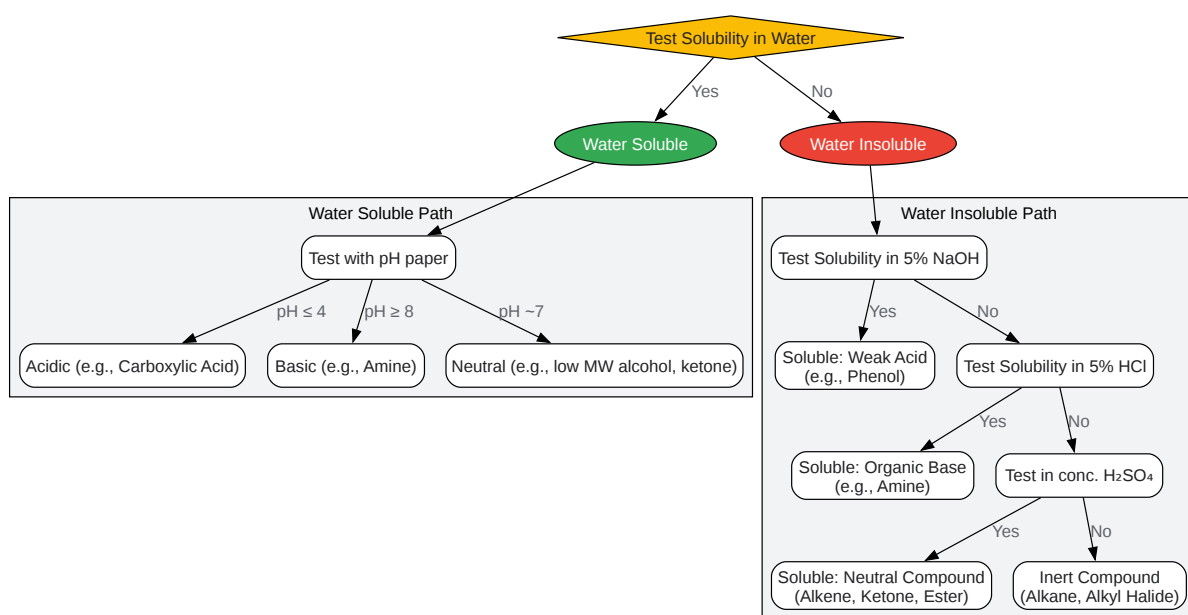 Test Solubility in Water
Yes
No
Water Soluble
Water Insoluble
Water Soluble Path
Test with pH paper
pH ≤ 4
pH ≥ 8
pH ~7
Acidic (e.g., Carboxylic Acid)
Basic (e.g., Amine)
Neutral (e.g., low MW alcohol, ketone)
Water Insoluble Path
Test Solubility in 5% NaOH
Yes
No
Soluble: Weak Acid
(e.g., Phenol)
Test Solubility in 5% HCl
Yes
No
Soluble: Organic Base
(e.g., Amine)
Test in conc. H₂SO₄
Yes
No
Soluble: Neutral Compound
(Alkene, Ketone, Ester)
Inert Compound
(Alkane, Alkyl Halide)